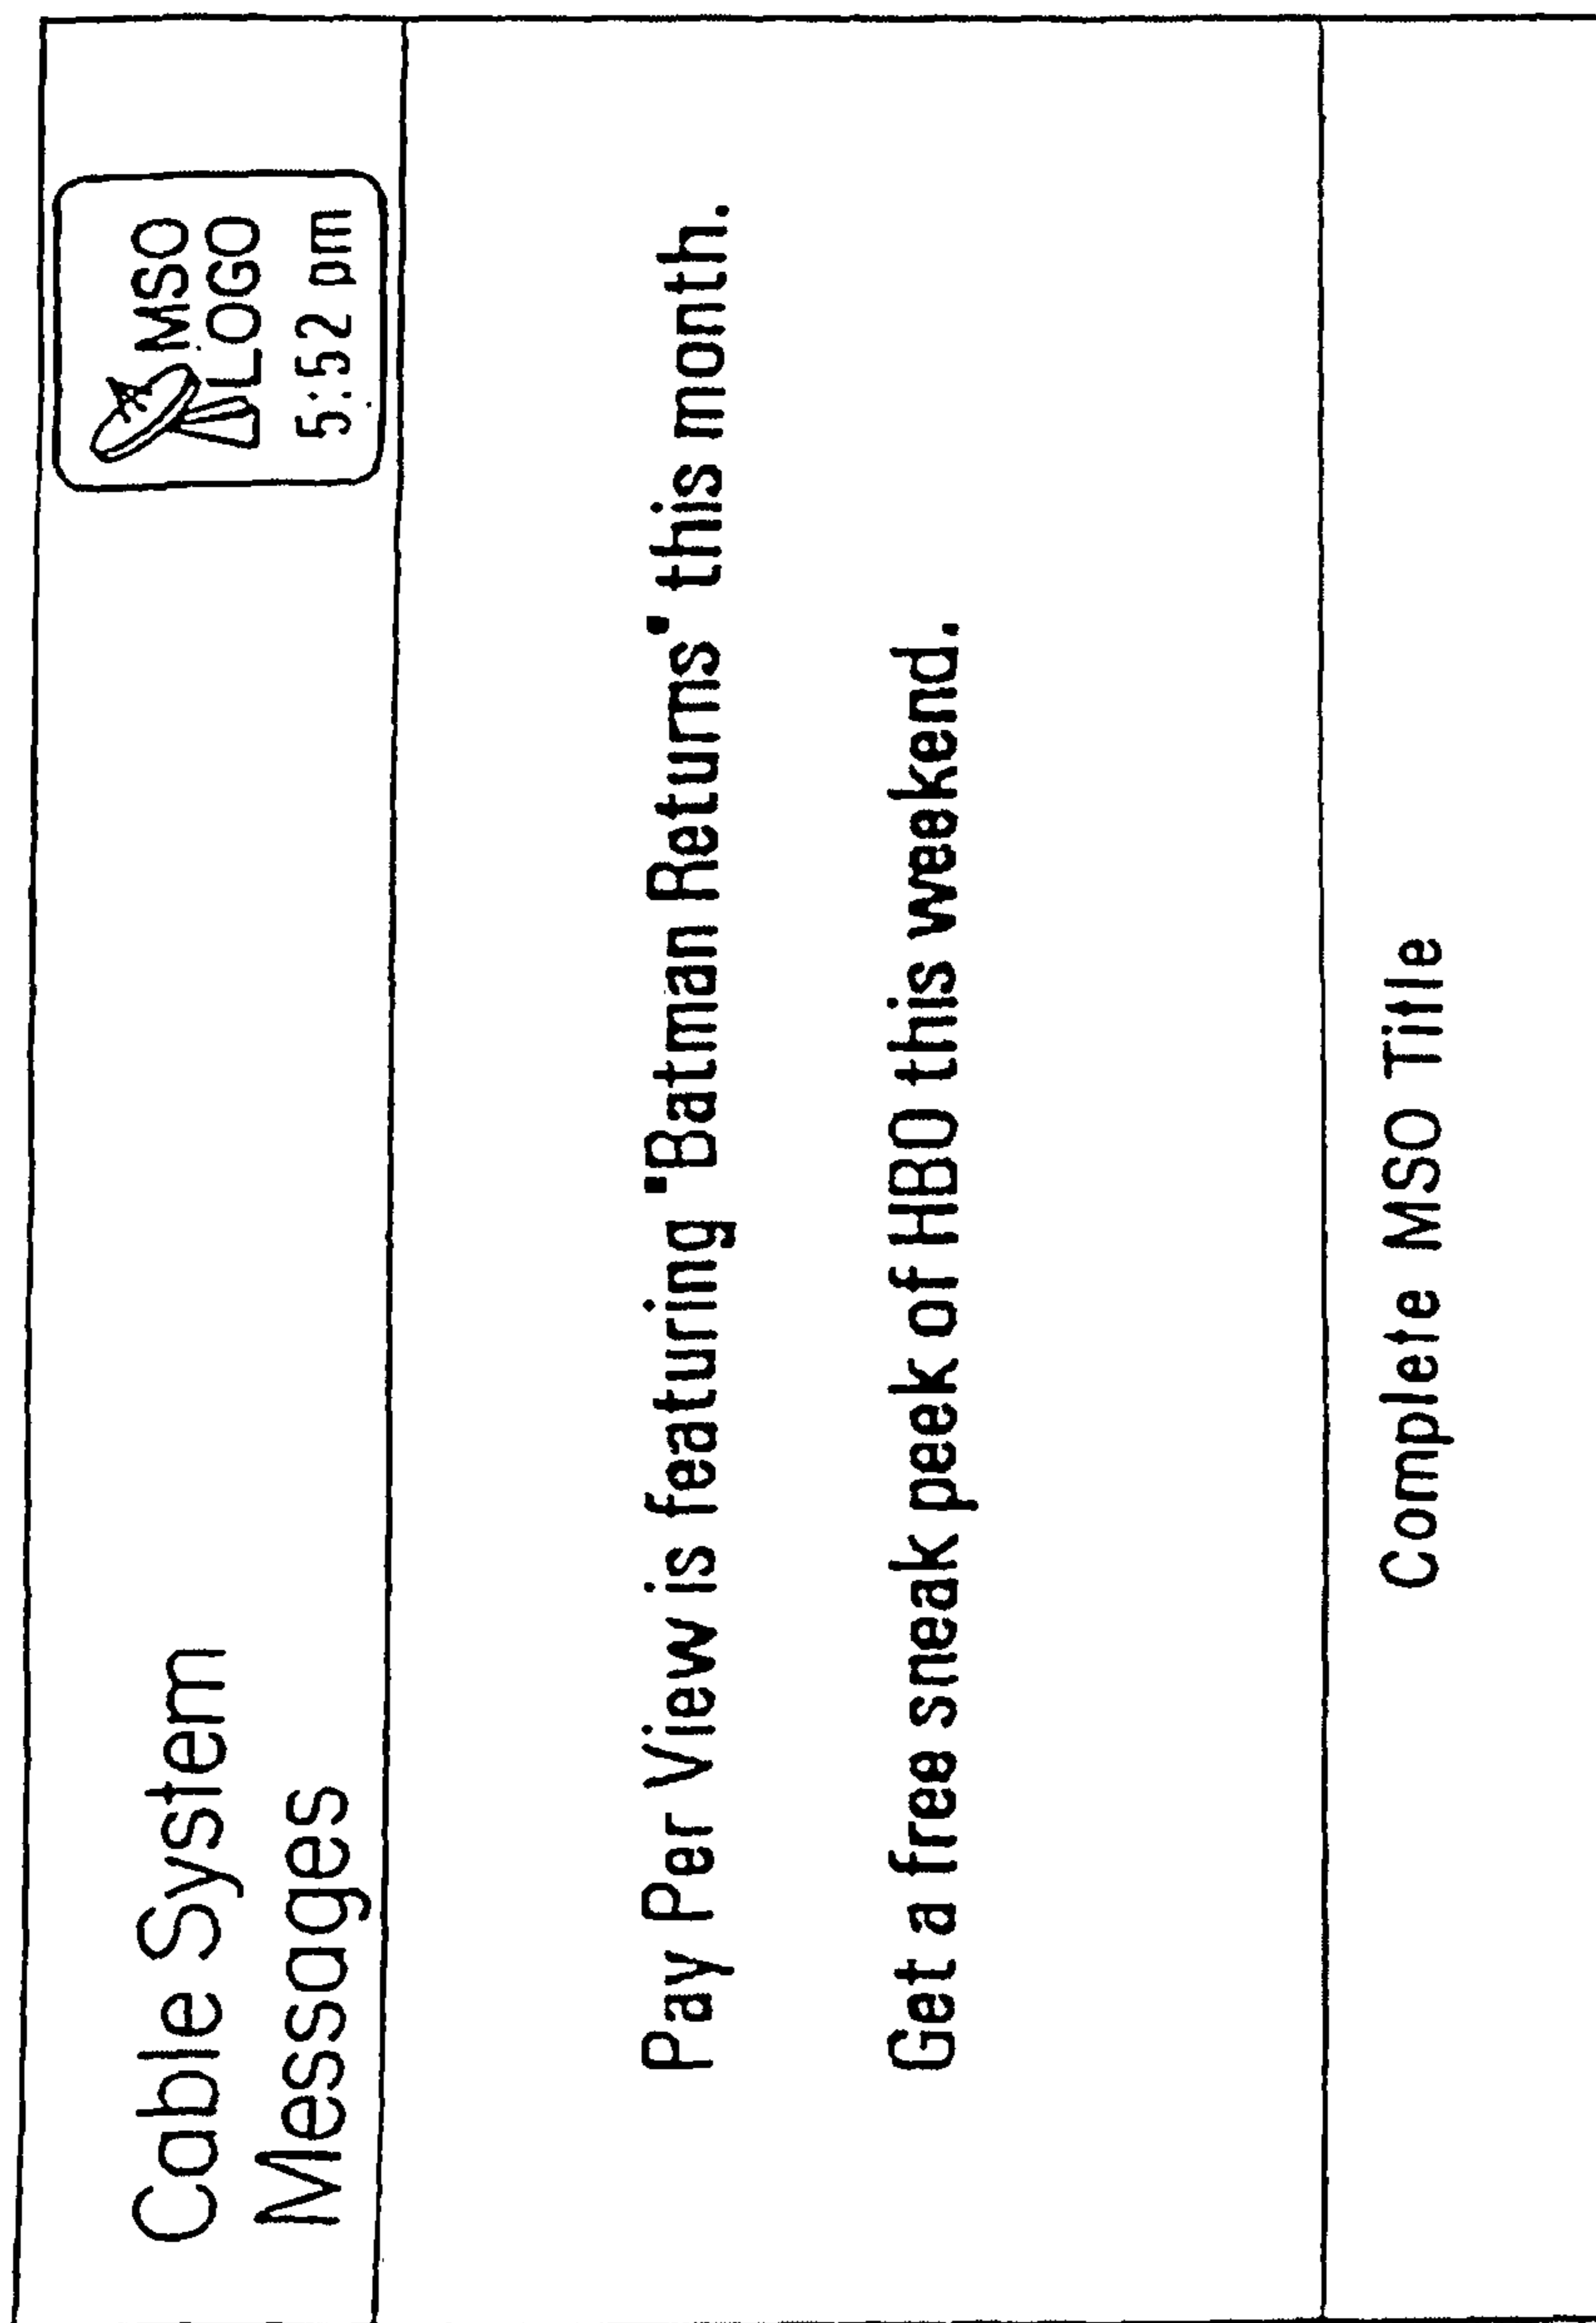 Cable System
Messages
MSO
LOGO
5:52 pm
Pay Per View is featuring "Batman Returns" this month.
Get a free sneak peek of HBO this weekend.
Complete MSO Title